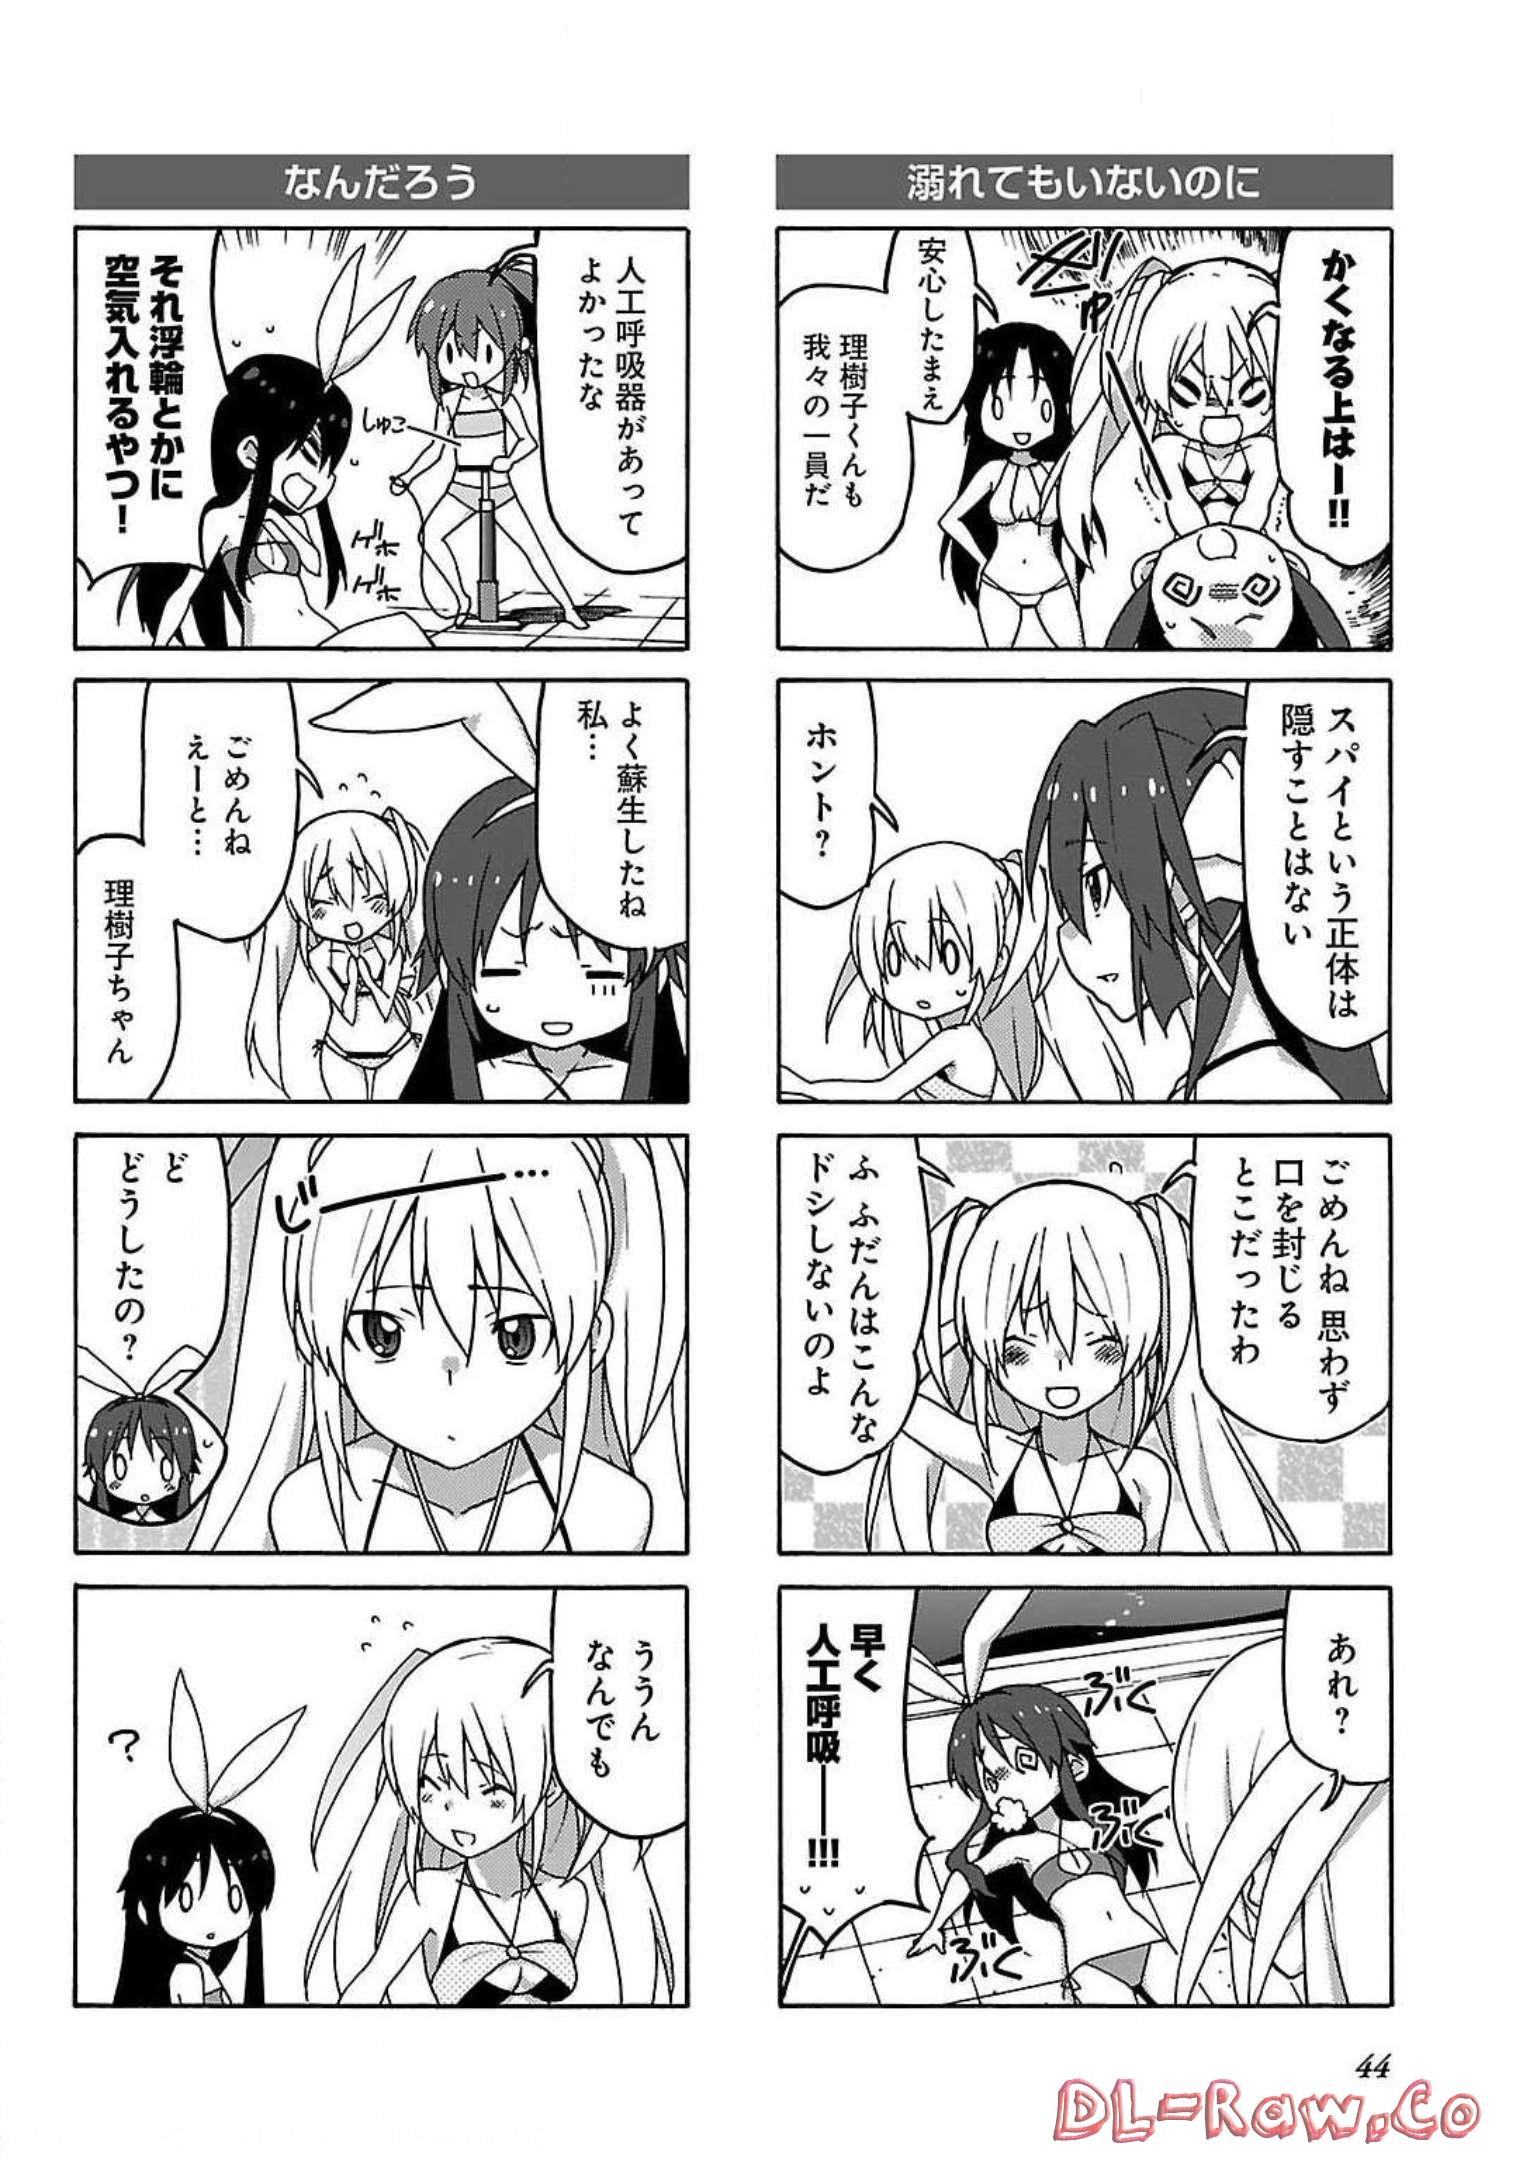 溺れてもいないのに
かくなる上はー!!
ギリ
ゅ
安心したまえ
理樹子くんも
我々の一員だ
スパイという正体は
隠すことはない
ホント?
ごめんね 思わず
口を封じる
とこだったわ
ふ ふだんはこんな
ドジしないのよ
あれ?
ぶく
ぶく
ぶく
早く
人工呼吸――!!!
なんだろう
人工呼吸器があって
よかったな
しゅこー
ゲホ
ゲホ
それ浮輪とかに
空気入れるやつ!
よく蘇生したね
私…
ごめんね
えーと…
理樹子ちゃん
じー…
ど
どうしたの?
ううん
なんでも
?
44
DL-Raw.Co